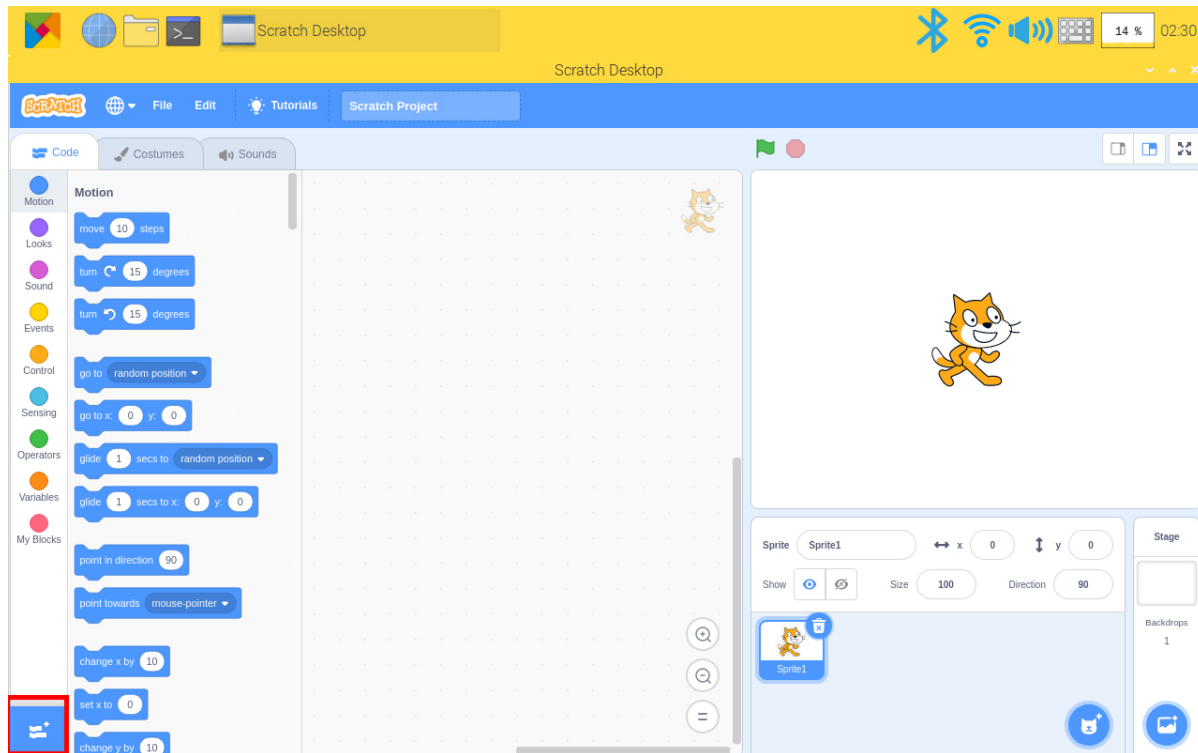 Scratch Desktop
14 %
02:30
Scratch Desktop
SCRATCH
File
Edit
Tutorials
Scratch Project
Code
Costumes
Sounds
Motion
Looks
Sound
Events
Control
Sensing
Operators
Variables
My Blocks
Motion
move 10 steps
turn 15 degrees
turn 15 degrees
go to random position
go to x: 0 y: 0
glide 1 secs to random position
glide 1 secs to x: 0 y: 0
point in direction 90
point towards mouse-pointer
change x by 10
set x to 0
change y by 10
Sprite Sprite1 x 0 y 0
Show Size 100 Direction 90
Sprite1
Stage
Backdrops
1